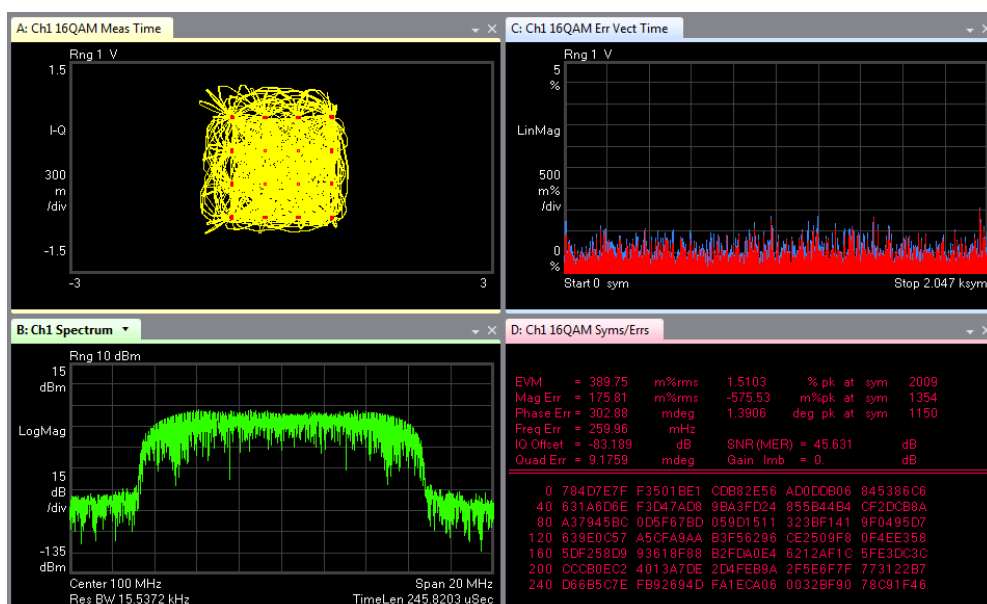 A: Ch1 16QAM Meas Time
Rng 1 V
1.5
I-Q
300
m
/div
-1.5
-3 3
C: Ch1 16QAM Err Vect Time
Rng 1 V
5
%
LinMag
500
m%
/div
0
%
Start 0 sym Stop 2.047 ksym
B: Ch1 Spectrum
Rng 10 dBm
15
dBm
LogMag
15
dB
/div
-135
dBm
Center 100 MHz Span 20 MHz
Res BW 15.5372 kHz TimeLen 245.8203 uSec
D: Ch1 16QAM Syms/Errs
EVM = 389.75 m%rms 1.5103 % pk at sym 2009
Mag Err = 175.81 m%rms -575.53 m%pk at sym 1354
Phase Err = 302.88 mdeg 1.3906 deg pk at sym 1150
Freq Err = 259.96 mHz
IQ Offset = -83.189 dB SNR(MER) = 45.631 dB
Quad Err = 9.1759 mdeg Gain Imb = 0. dB
0 784D7E7F F3501BE1 CDB82E56 AD0DDB06 845386C6
40 631A6D6E F3D47AD8 9BA3FD24 855B44B4 CF2DCB8A
80 A37945BC 0D5F67BD 059D1511 323BF141 9F0495D7
120 639E0C57 A5CFA9AA B3F56296 CE2509F8 0F4EE358
160 5DF258D9 93618F88 B2FDA0E4 6212AF1C 5FE3DC3C
200 CCCB0EC2 4013A7DE 2D4FEB9A 2F5E6F7F 773122B7
240 D66B5C7E FB92694D FA1ECA06 0032BF90 78C91F46